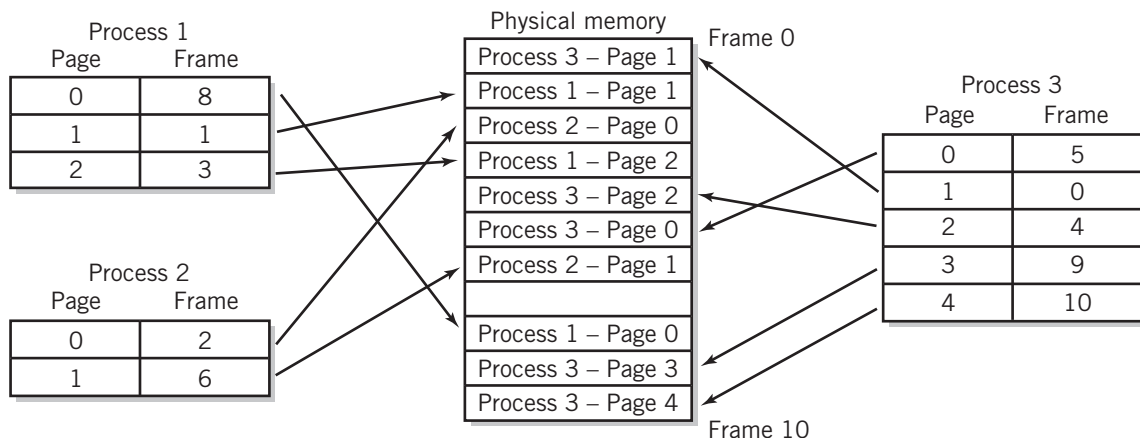 Process 1
Page Frame
0 8
1 1
2 3
Process 2
Page Frame
0 2
1 6
Physical memory
Frame 0
Process 3 – Page 1
Process 1 – Page 1
Process 2 – Page 0
Process 1 – Page 2
Process 3 – Page 2
Process 3 – Page 0
Process 2 – Page 1
Process 1 – Page 0
Process 3 – Page 3
Process 3 – Page 4
Frame 10
Process 3
Page Frame
0 5
1 0
2 4
3 9
4 10